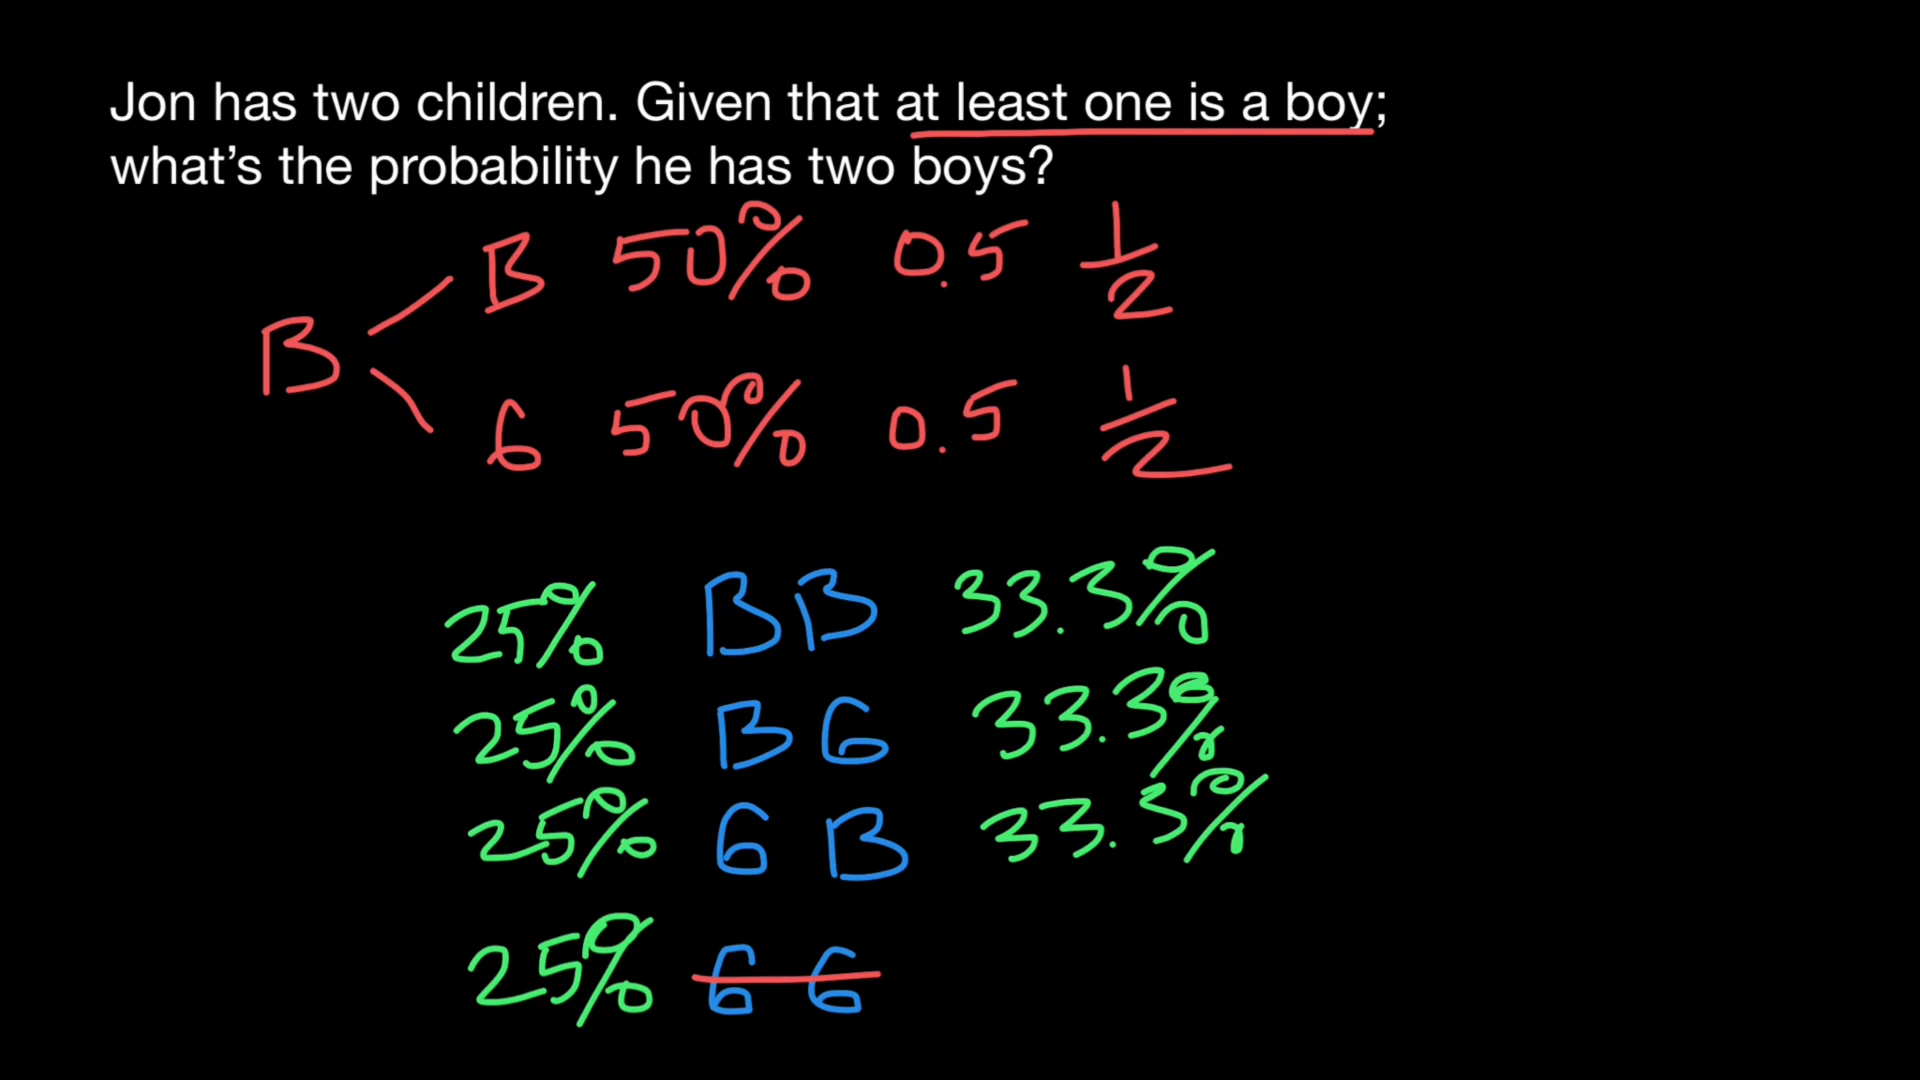 Jon has two children. Given that at least one is a boy;
what's the probability he has two boys?
B 50% 0.5 1/2
B
G 50% 0.5 1/2
25% BB 33.3%
25% BG 33.3%
25% GB 33.3%
25% GG